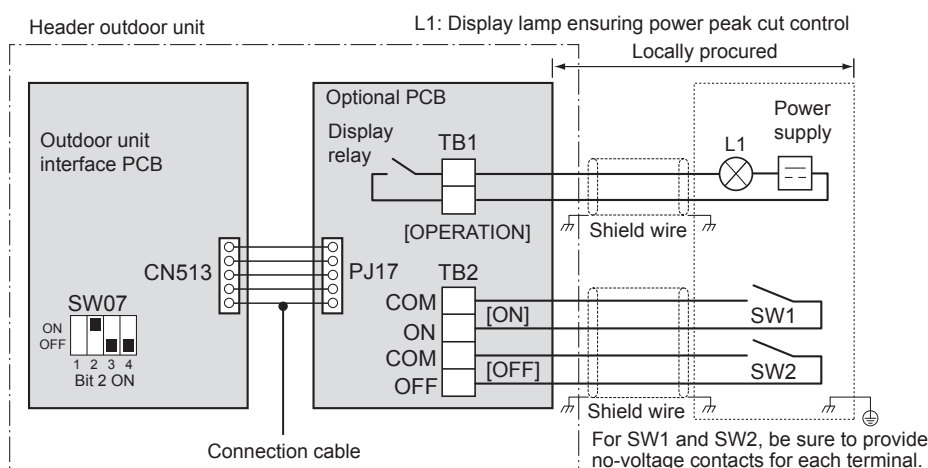 Header outdoor unit
L1: Display lamp ensuring power peak cut control
Locally procured
Outdoor unit
interface PCB
Optional PCB
Display
relay
TB1
L1
Power
supply
[OPERATION]
Shield wire
CN513
PJ17
TB2
COM
[ON]
ON
SW1
COM
[OFF]
OFF
SW2
SW07
ON
OFF
1 2 3 4
Bit 2 ON
Shield wire
Connection cable
For SW1 and SW2, be sure to provide
no-voltage contacts for each terminal.